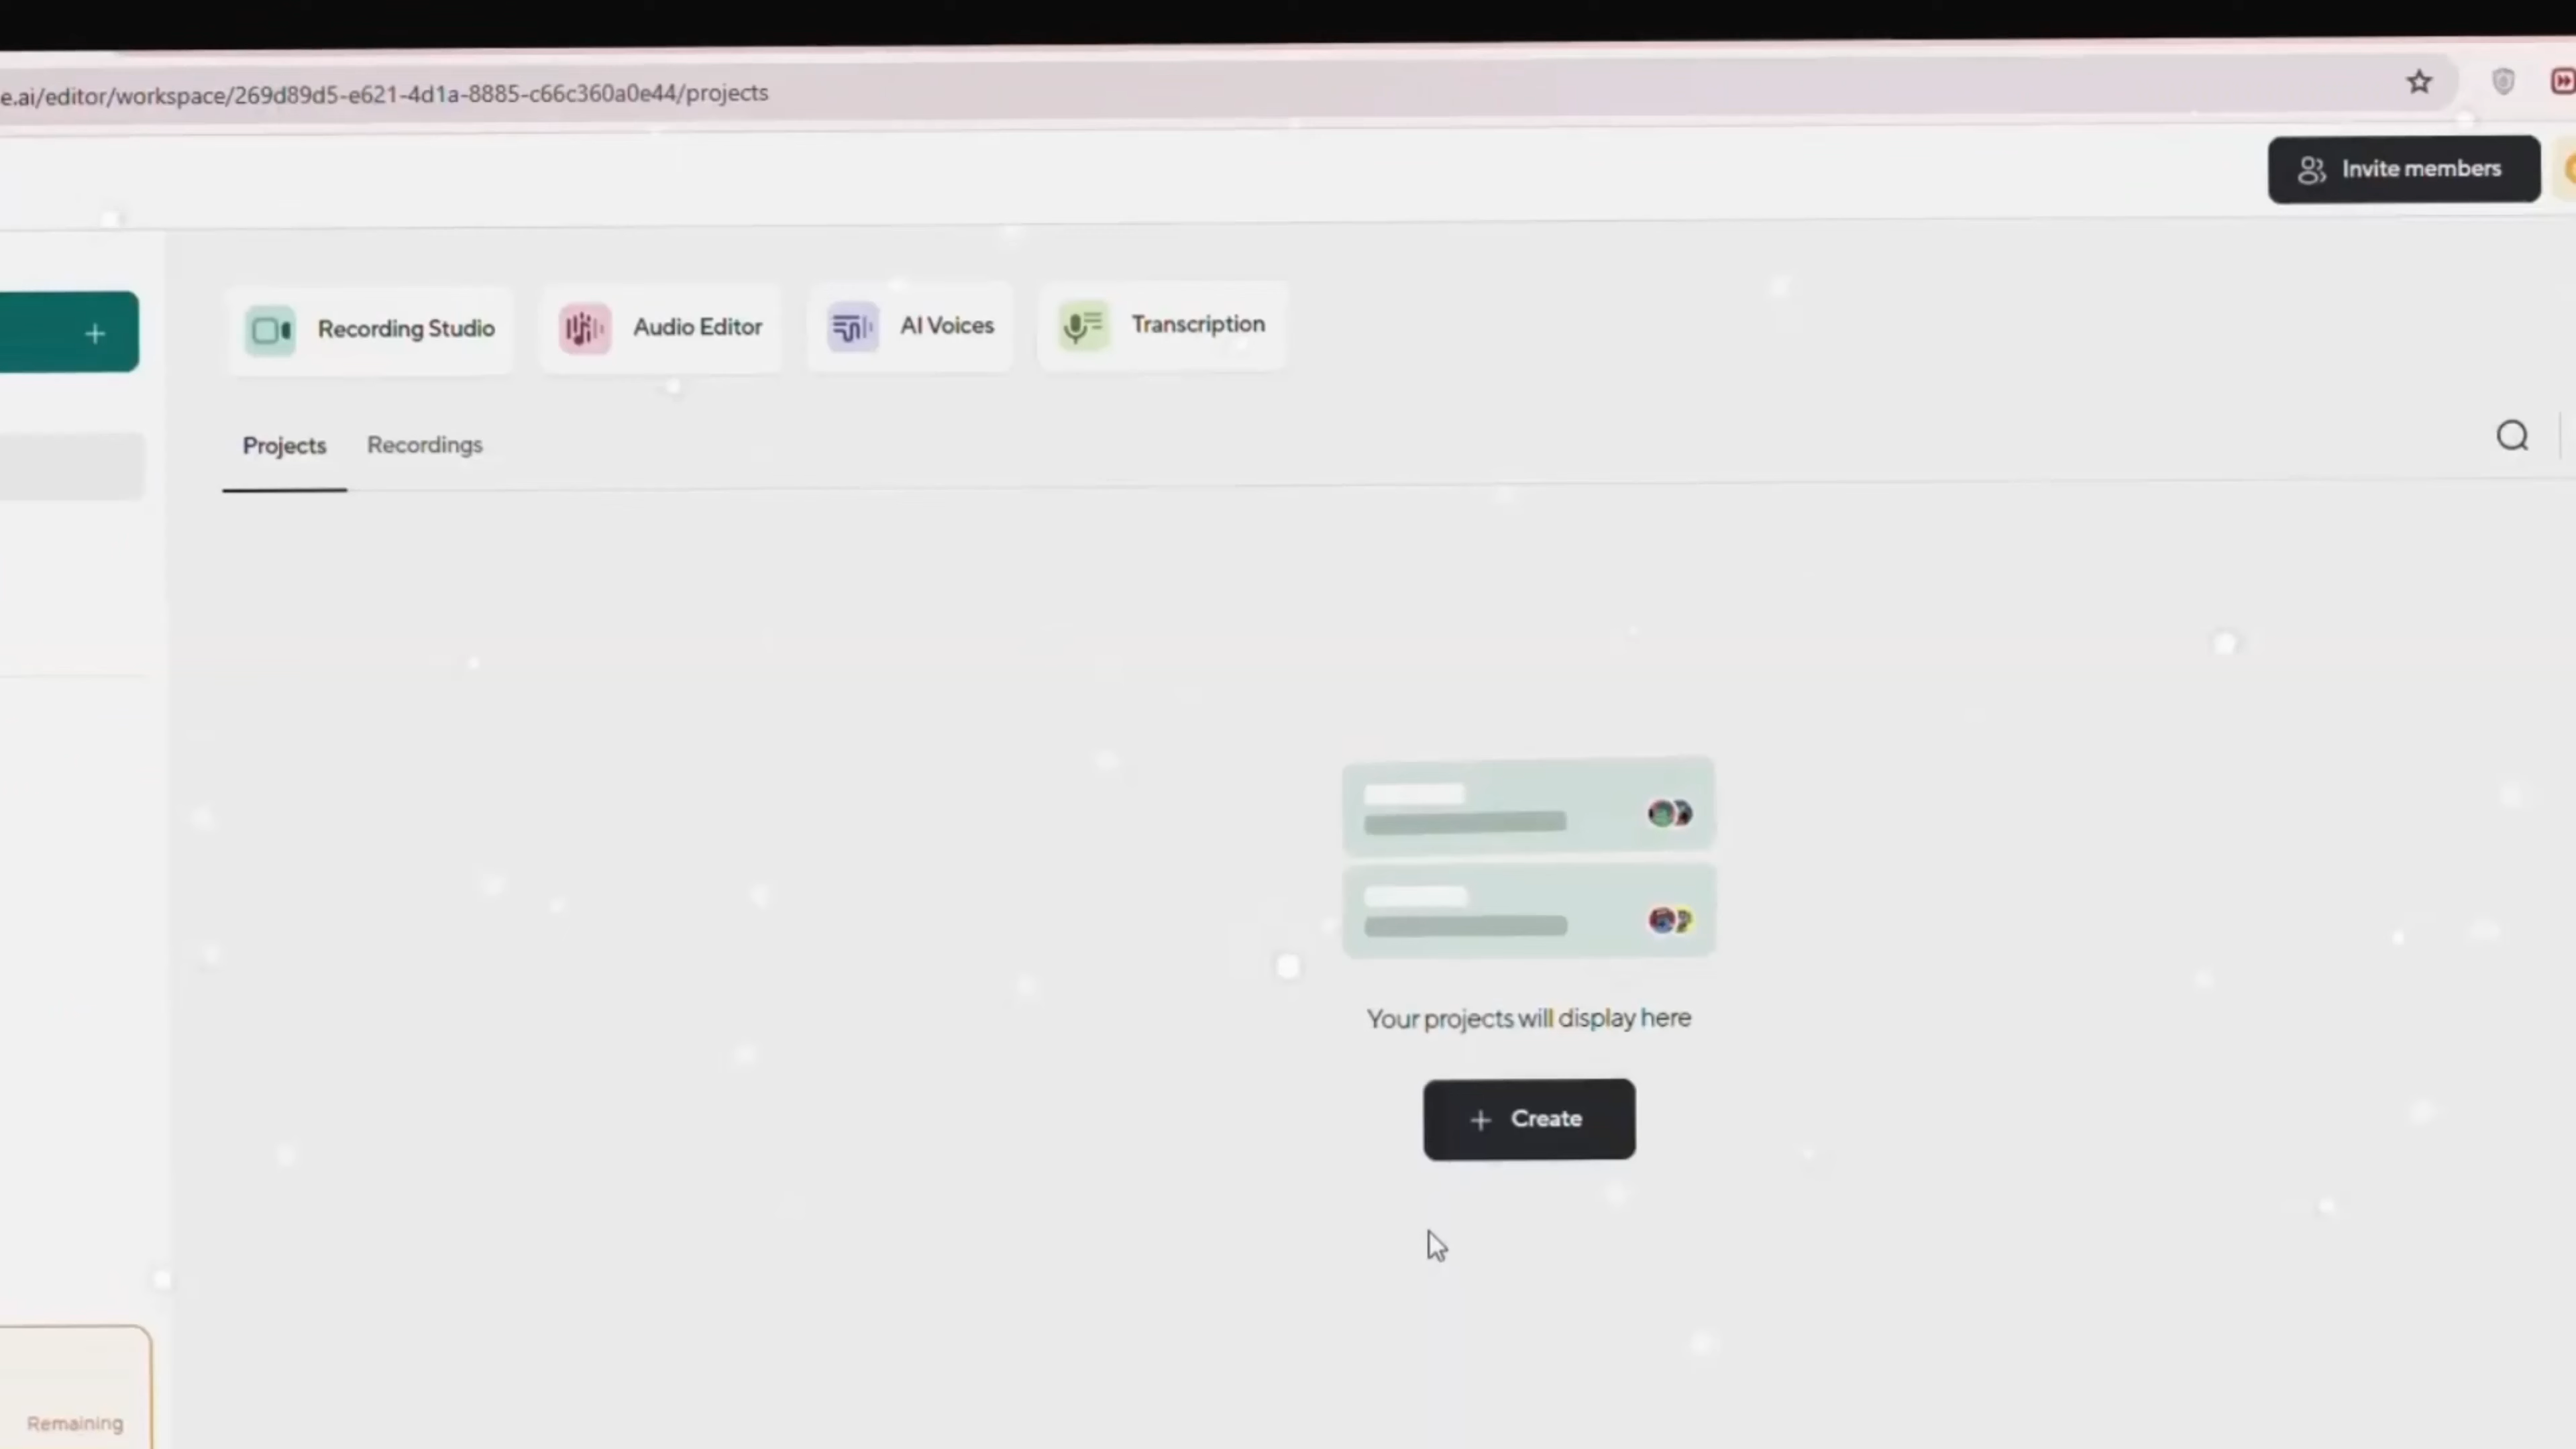 e.ai/editor/workspace/269d89d5-e621-4d1a-8885-c66c360a0e44/projects
Invite members
Recording Studio
Audio Editor
AI Voices
Transcription
Projects
Recordings
Your projects will display here
+ Create
Remaining